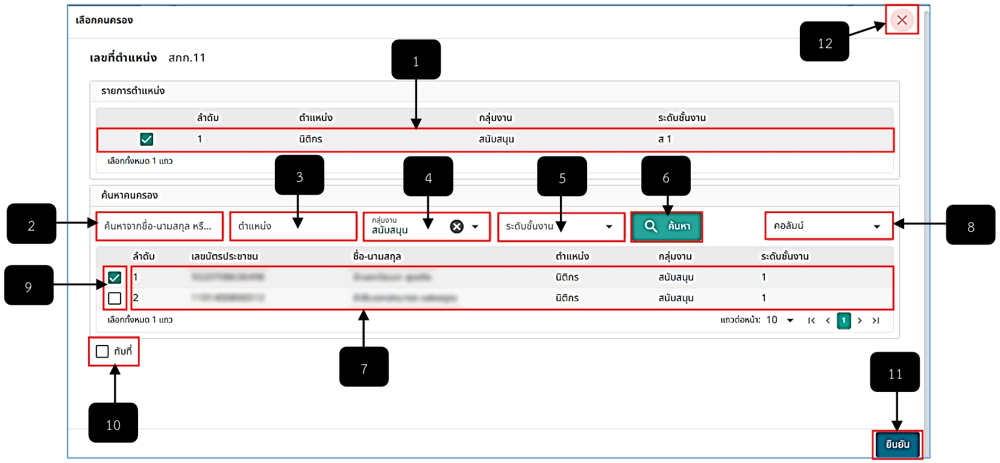 เลือกคนครอง
12
เลขที่ตำแหน่ง สกก.11
1
รายการตำแหน่ง
ลำดับ ตำแหน่ง กลุ่มงาน ระดับชั้นงาน
1 นิติกร สนับสนุน ส 1
เลือกทั้งหมด 1 แถว
3 4 5 6
ค้นหาคนครอง
2 ค้นหาจากชื่อ-นามสกุล หรื... ตำแหน่ง กลุ่มงาน สนับสนุน ระดับชั้นงาน ค้นหา คอลัมน์ 8
ลำดับ เลขบัตรประชาชน ชื่อ-นามสกุล ตำแหน่ง กลุ่มงาน ระดับชั้นงาน
9 1 นิติกร สนับสนุน 1
2 นิติกร สนับสนุน 1
เลือกทั้งหมด 1 แถว แถวต่อหน้า: 10 1
ทับที่
7
11
10
ยืนยัน